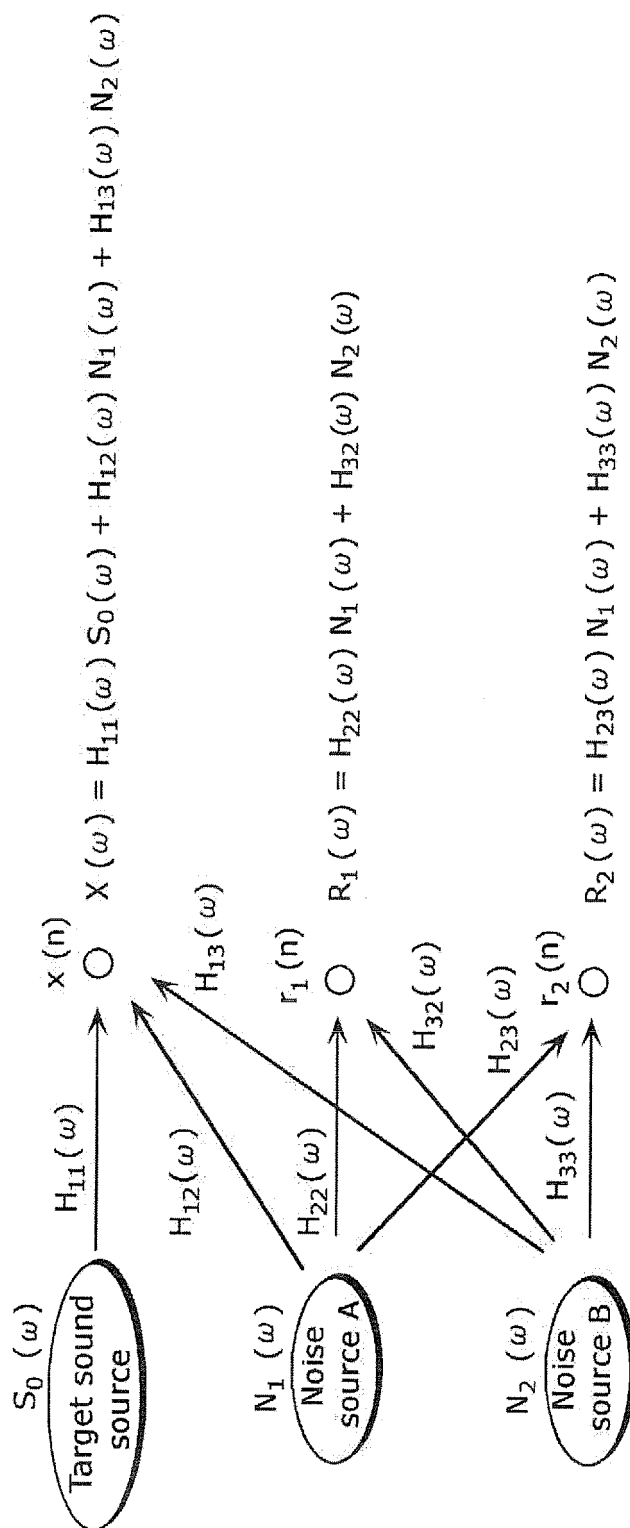 S₀(ω)
Target sound
source
H₁₁(ω)
x(n)
X(ω) = H₁₁(ω) S₀(ω) + H₁₂(ω) N₁(ω) + H₁₃(ω) N₂(ω)
H₁₂(ω)
H₁₃(ω)
N₁(ω)
Noise
source A
H₂₂(ω)
r₁(n)
R₁(ω) = H₂₂(ω) N₁(ω) + H₃₂(ω) N₂(ω)
H₃₂(ω)
H₂₃(ω)
N₂(ω)
Noise
source B
H₃₃(ω)
r₂(n)
R₂(ω) = H₂₃(ω) N₁(ω) + H₃₃(ω) N₂(ω)